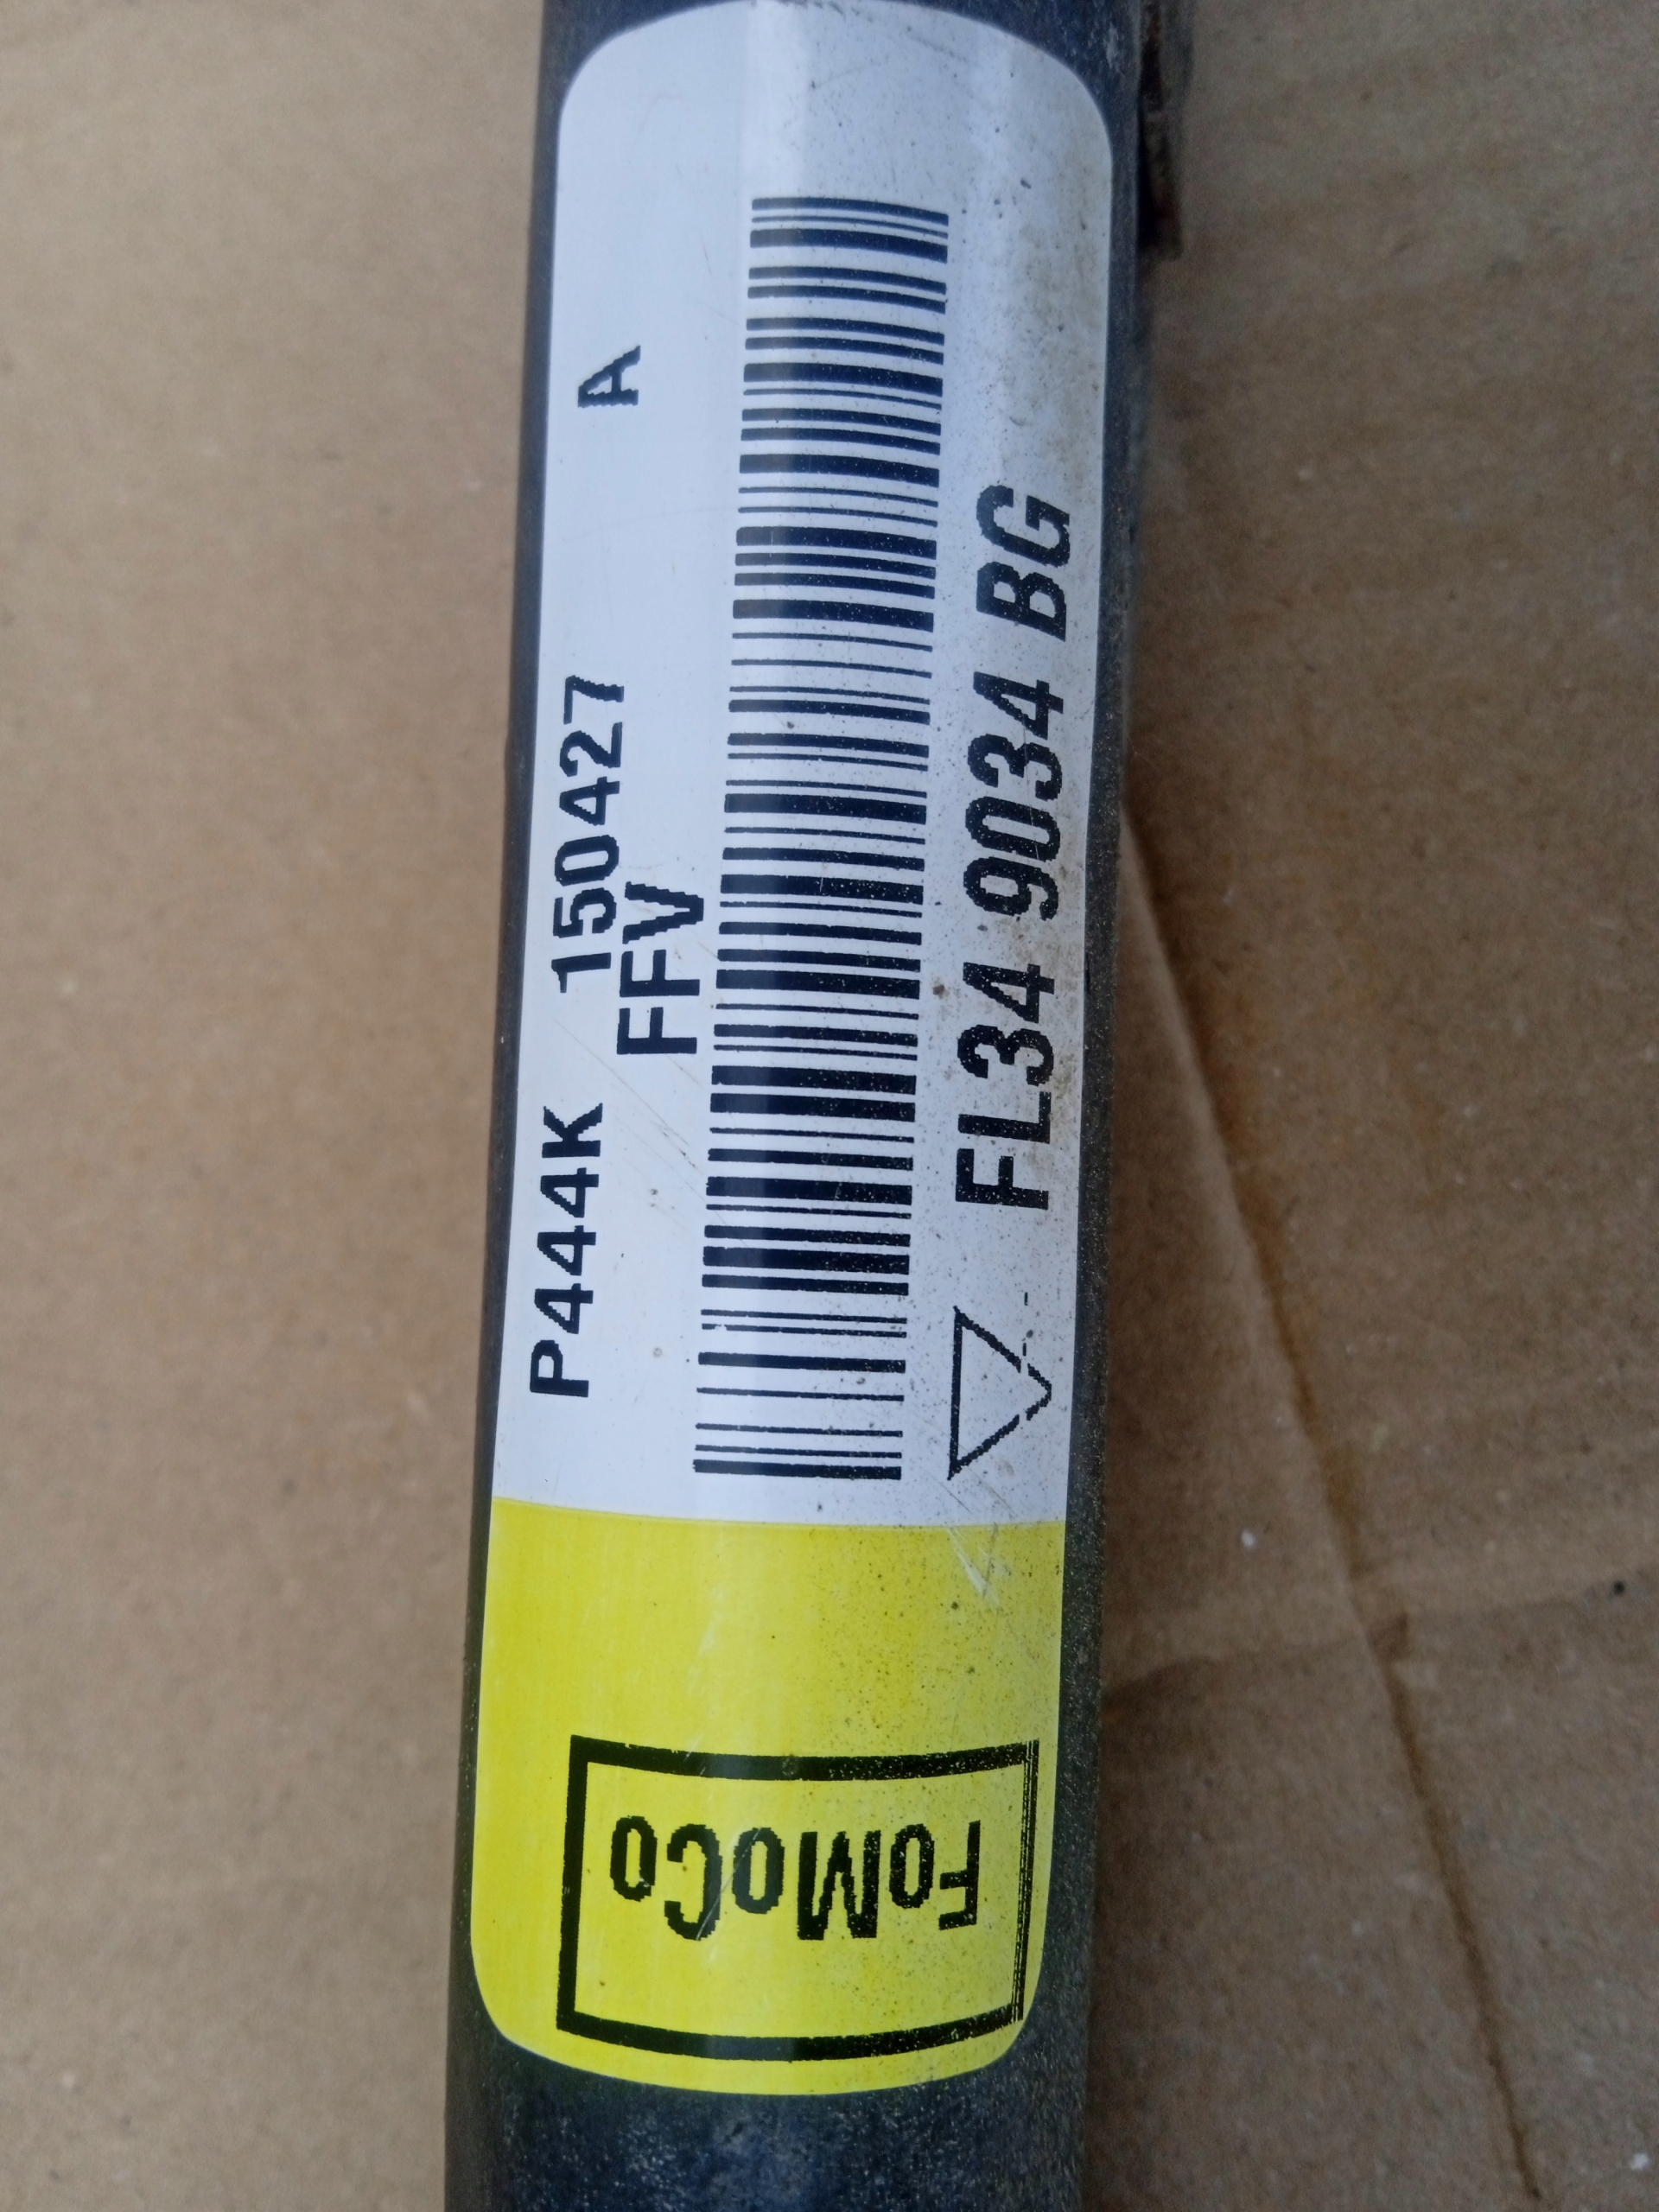 P444K 150427 A
FFV
FL34 9034 BG
FoMoCo